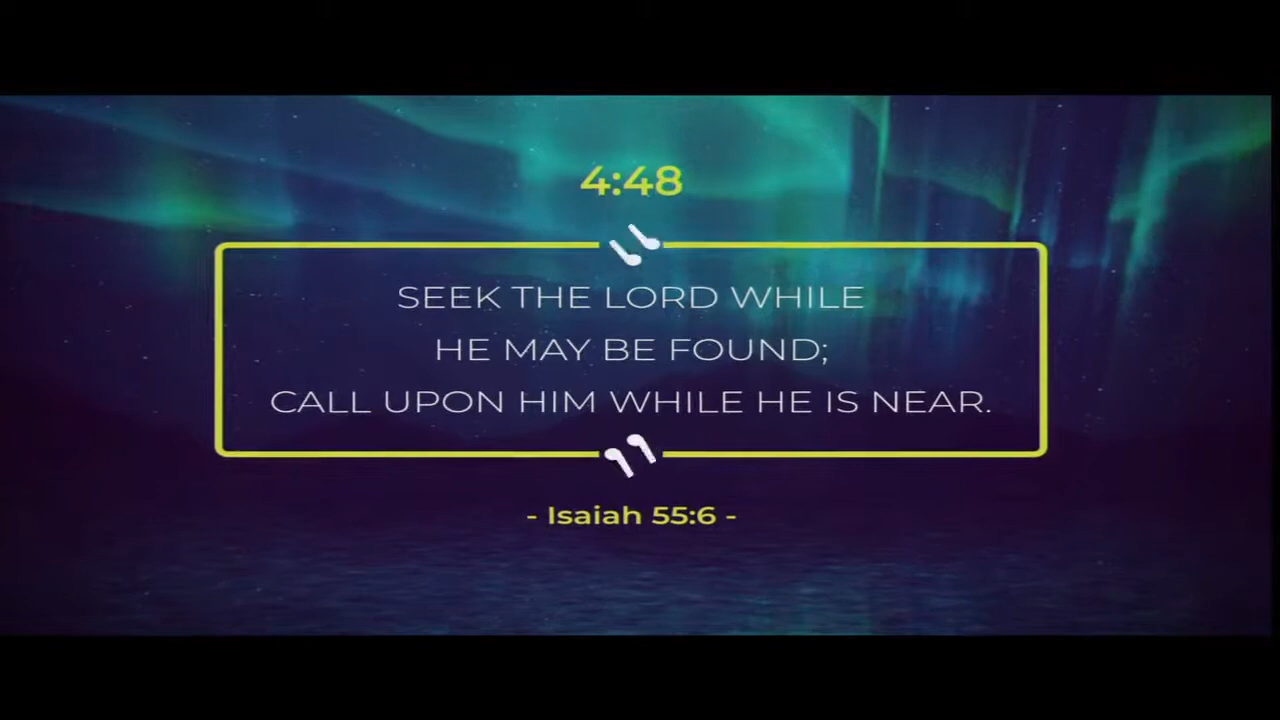 4:48
SEEK THE LORD WHILE
HE MAY BE FOUND;
CALL UPON HIM WHILE HE IS NEAR.
- Isaiah 55:6 -